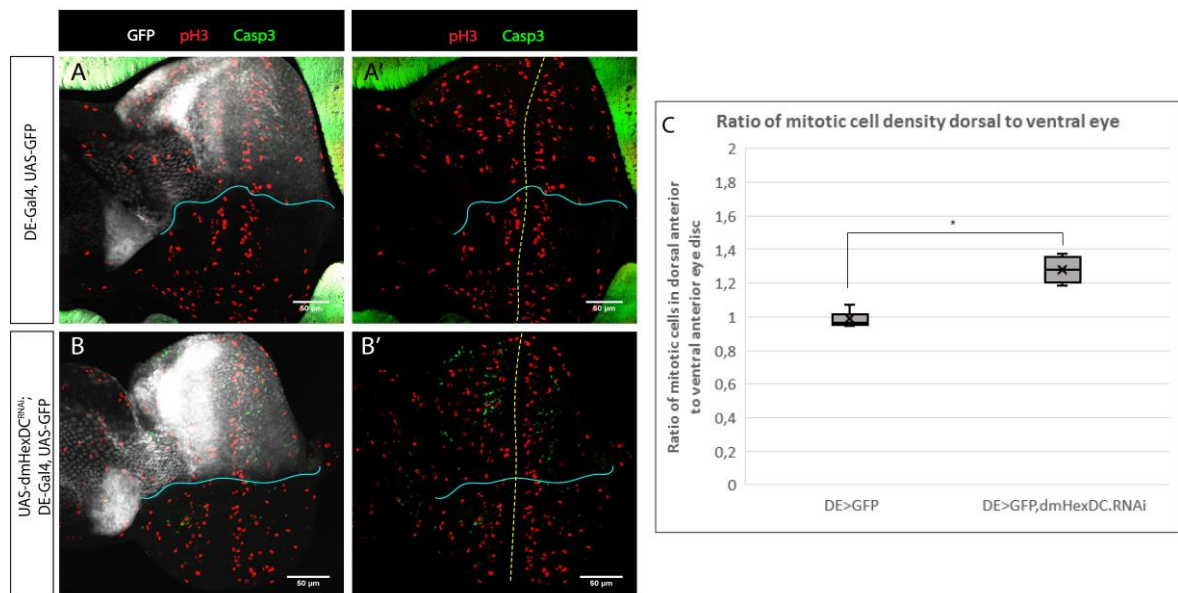 GFP pH3 Casp3
pH3 Casp3
DE-Gal4, UAS-GFP
A
50 µm
A'
50 µm
UAS-dmHexDCRNAi;
DE-Gal4, UAS-GFP
B
50 µm
B'
50 µm
C
Ratio of mitotic cell density dorsal to ventral eye
Ratio of mitotic cells in dorsal anterior
to ventral anterior eye disc
2
1,8
1,6
1,4
1,2
1
0,8
0,6
0,4
0,2
0
*
DE>GFP
DE>GFP,dmHexDC.RNAi